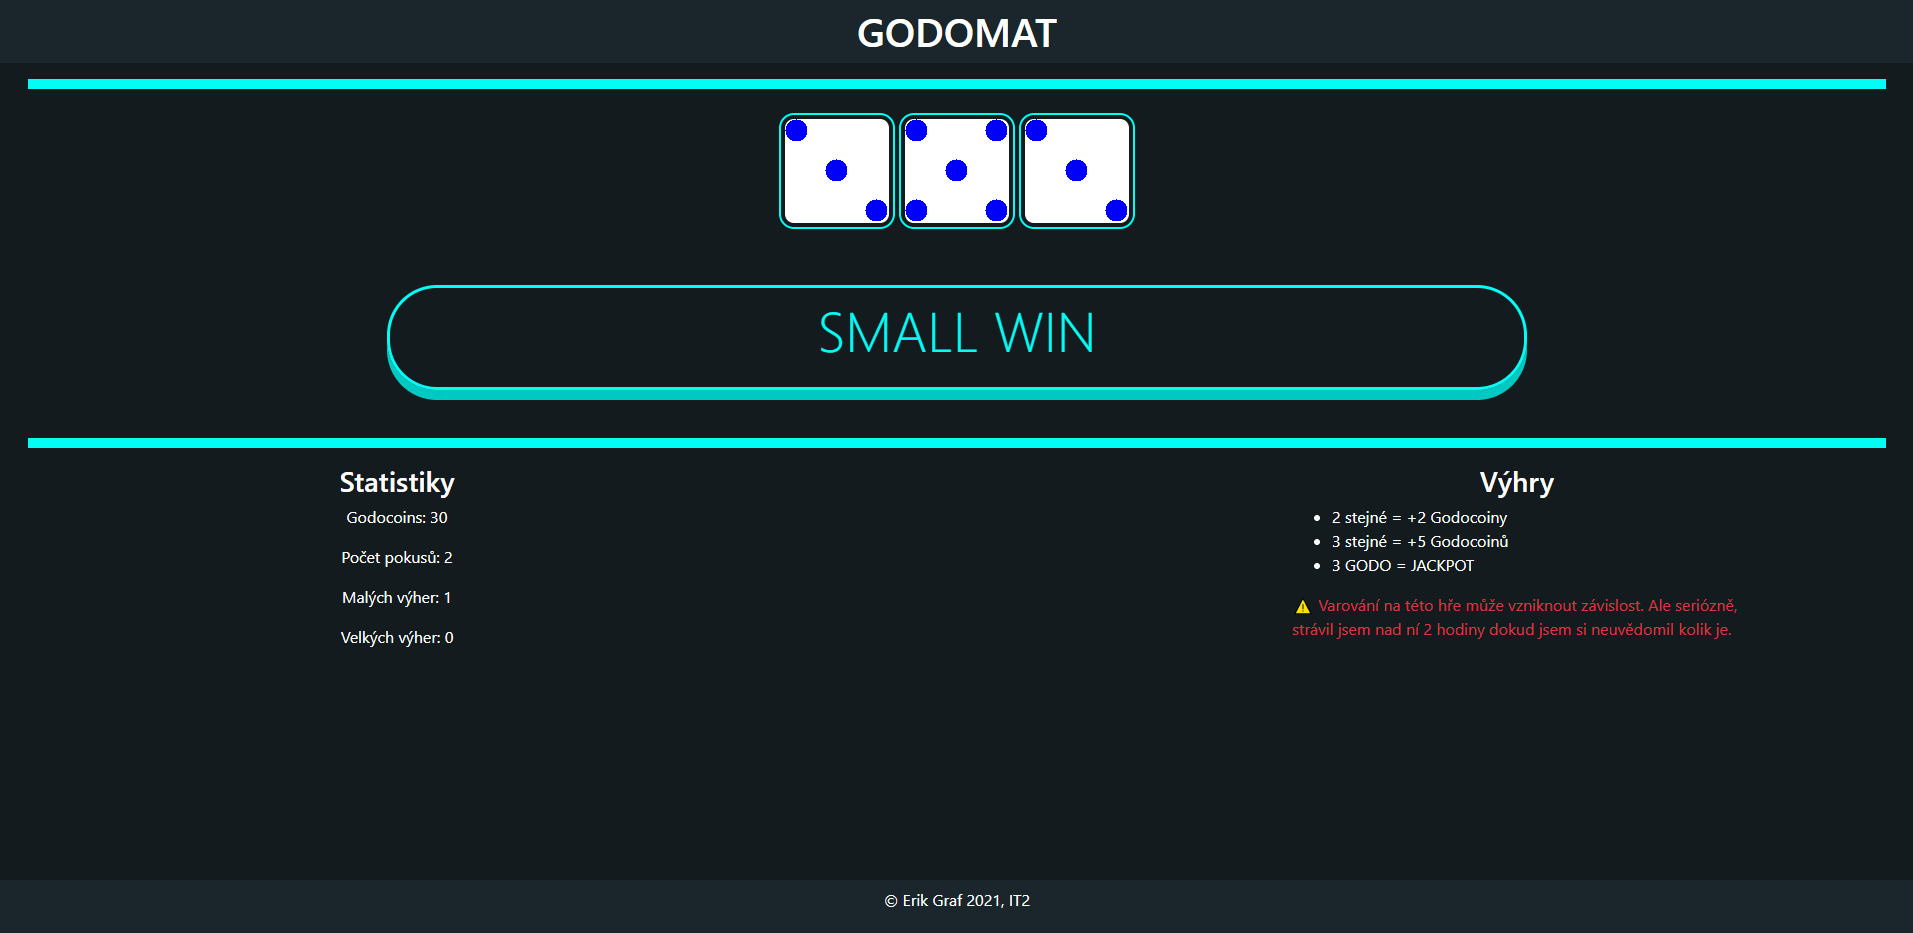 GODOMAT
SMALL WIN
Statistiky
Godocoins: 30
Počet pokusů: 2
Malých výher: 1
Velkých výher: 0
Výhry
2 stejné = +2 Godocoiny
3 stejné = +5 Godocoinů
3 GODO = JACKPOT
⚠️ Varování na této hře může vzniknout závislost. Ale seriózně,
strávil jsem nad ní 2 hodiny dokud jsem si neuvědomil kolik je.
© Erik Graf 2021, IT2